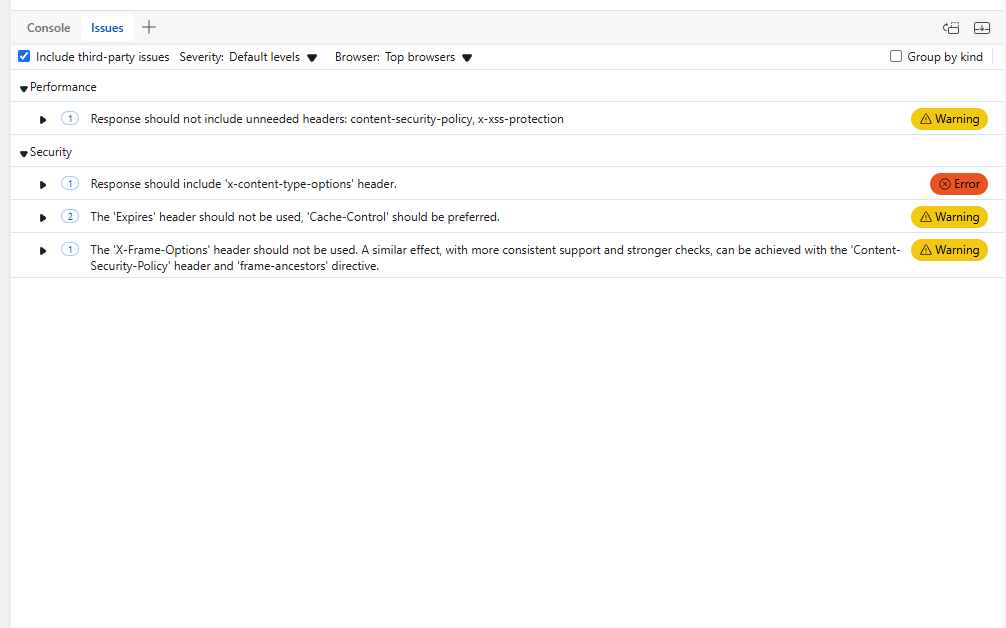 Console Issues
Include third-party issues Severity: Default levels Browser: Top browsers Group by kind
Performance
1 Response should not include unneeded headers: content-security-policy, x-xss-protection Warning
Security
1 Response should include 'x-content-type-options' header. Error
2 The 'Expires' header should not be used, 'Cache-Control' should be preferred. Warning
1 The 'X-Frame-Options' header should not be used. A similar effect, with more consistent support and stronger checks, can be achieved with the 'Content- Warning
Security-Policy' header and 'frame-ancestors' directive.